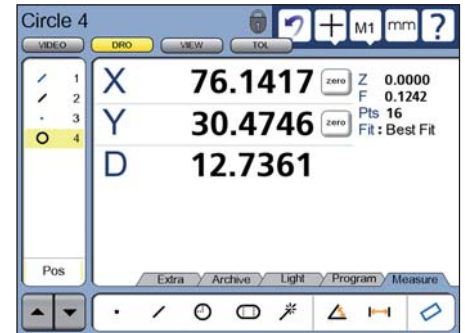 Circle 4
M1 mm ?
VIDEO DRO VIEW TOL
1
2
3
4
X 76.1417 zero
Y 30.4746 zero
D 12.7361
Z 0.0000
F 0.1242
Pts 16
Fit : Best Fit
Pos
Extra Archive Light Program Measure